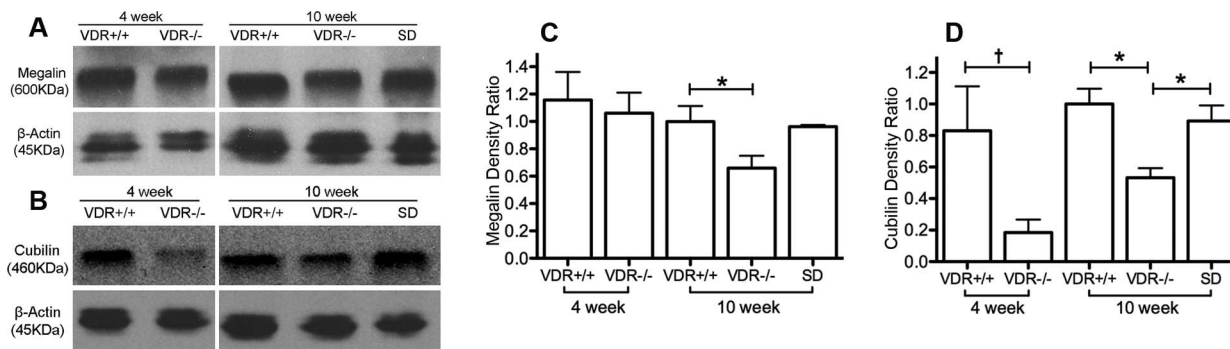 A
4 week
10 week
VDR+/+ VDR-/- VDR+/+ VDR-/- SD
Megalin
(600KDa)
β-Actin
(45KDa)
B
4 week
10 week
VDR+/+ VDR-/- VDR+/+ VDR-/- SD
Cubilin
(460KDa)
β-Actin
(45KDa)
C
Megalin Density Ratio
1.4
1.2
1.0
0.8
0.6
0.4
0.2
0.0
*
VDR+/+ VDR-/- VDR+/+ VDR-/- SD
4 week 10 week
D
Cubilin Density Ratio
1.2
1.0
0.8
0.6
0.4
0.2
0.0
† * *
VDR+/+ VDR-/- VDR+/+ VDR-/- SD
4 week 10 week